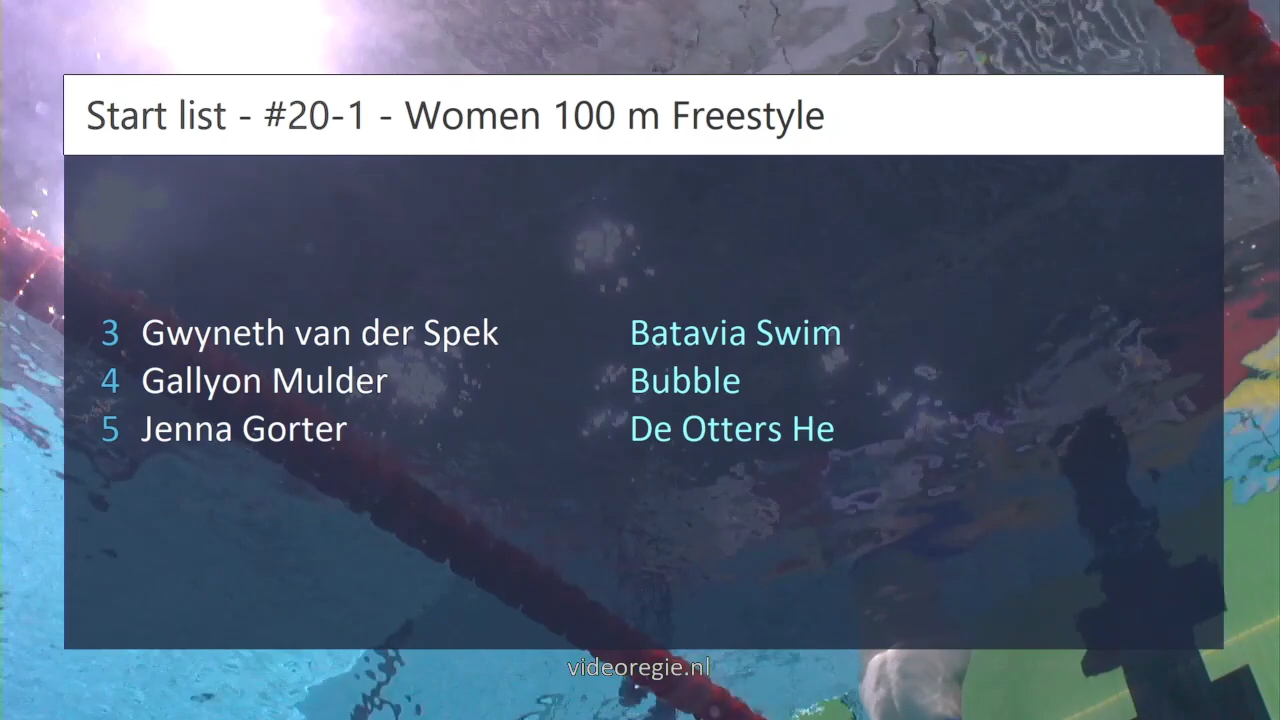 Start list - #20-1 - Women 100 m Freestyle
3 Gwyneth van der Spek Batavia Swim
4 Gallyon Mulder Bubble
5 Jenna Gorter De Otters He
videoregie.nl